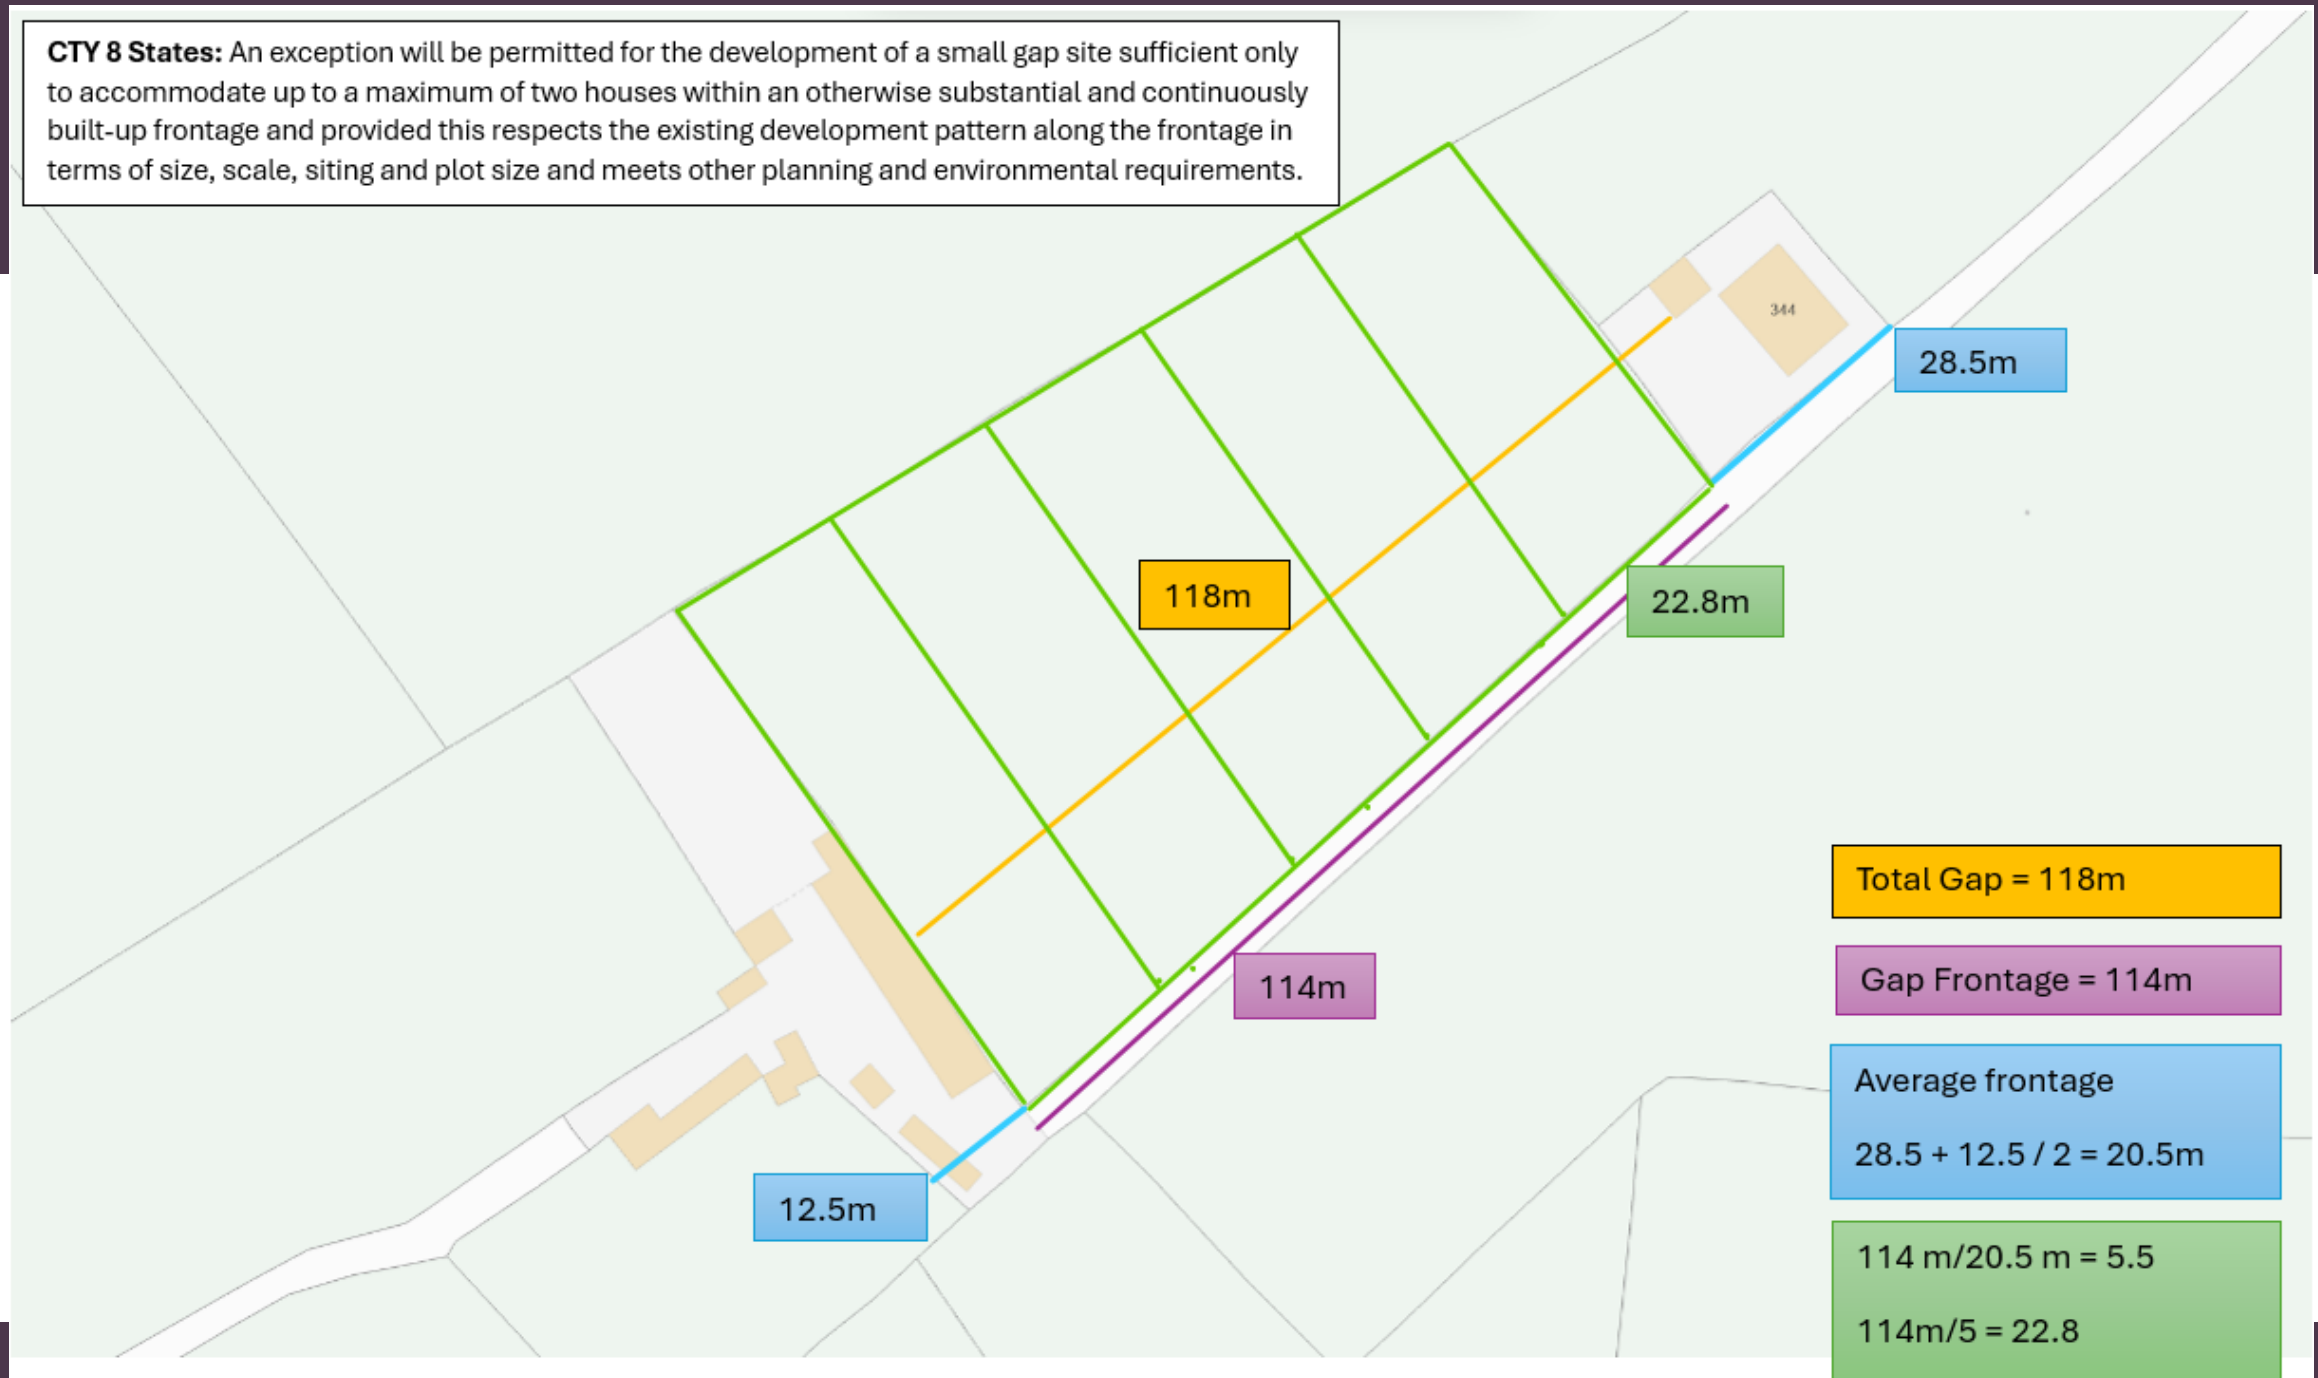 CTY 8 States: An exception will be permitted for the development of a small gap site sufficient only
to accommodate up to a maximum of two houses within an otherwise substantial and continuously
built-up frontage and provided this respects the existing development pattern along the frontage in
terms of size, scale, siting and plot size and meets other planning and environmental requirements.
344
28.5m
118m
22.8m
114m
12.5m
Total Gap = 118m
Gap Frontage = 114m
Average frontage
28.5 + 12.5 / 2 = 20.5m
114 m/20.5 m = 5.5
114m/5 = 22.8